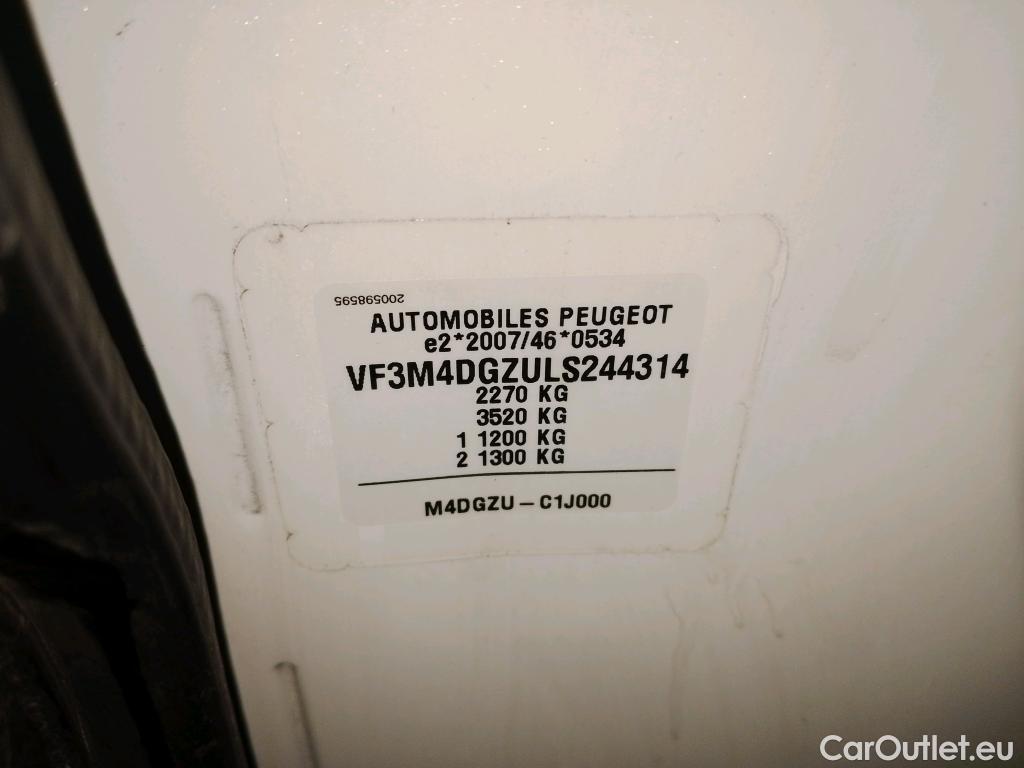 200598595
AUTOMOBILES PEUGEOT
e2*2007/46*0534
VF3M4DGZULS244314
2270 KG
3520 KG
1 1200 KG
2 1300 KG
M4DGZU - C1J000
CarOutlet.eu